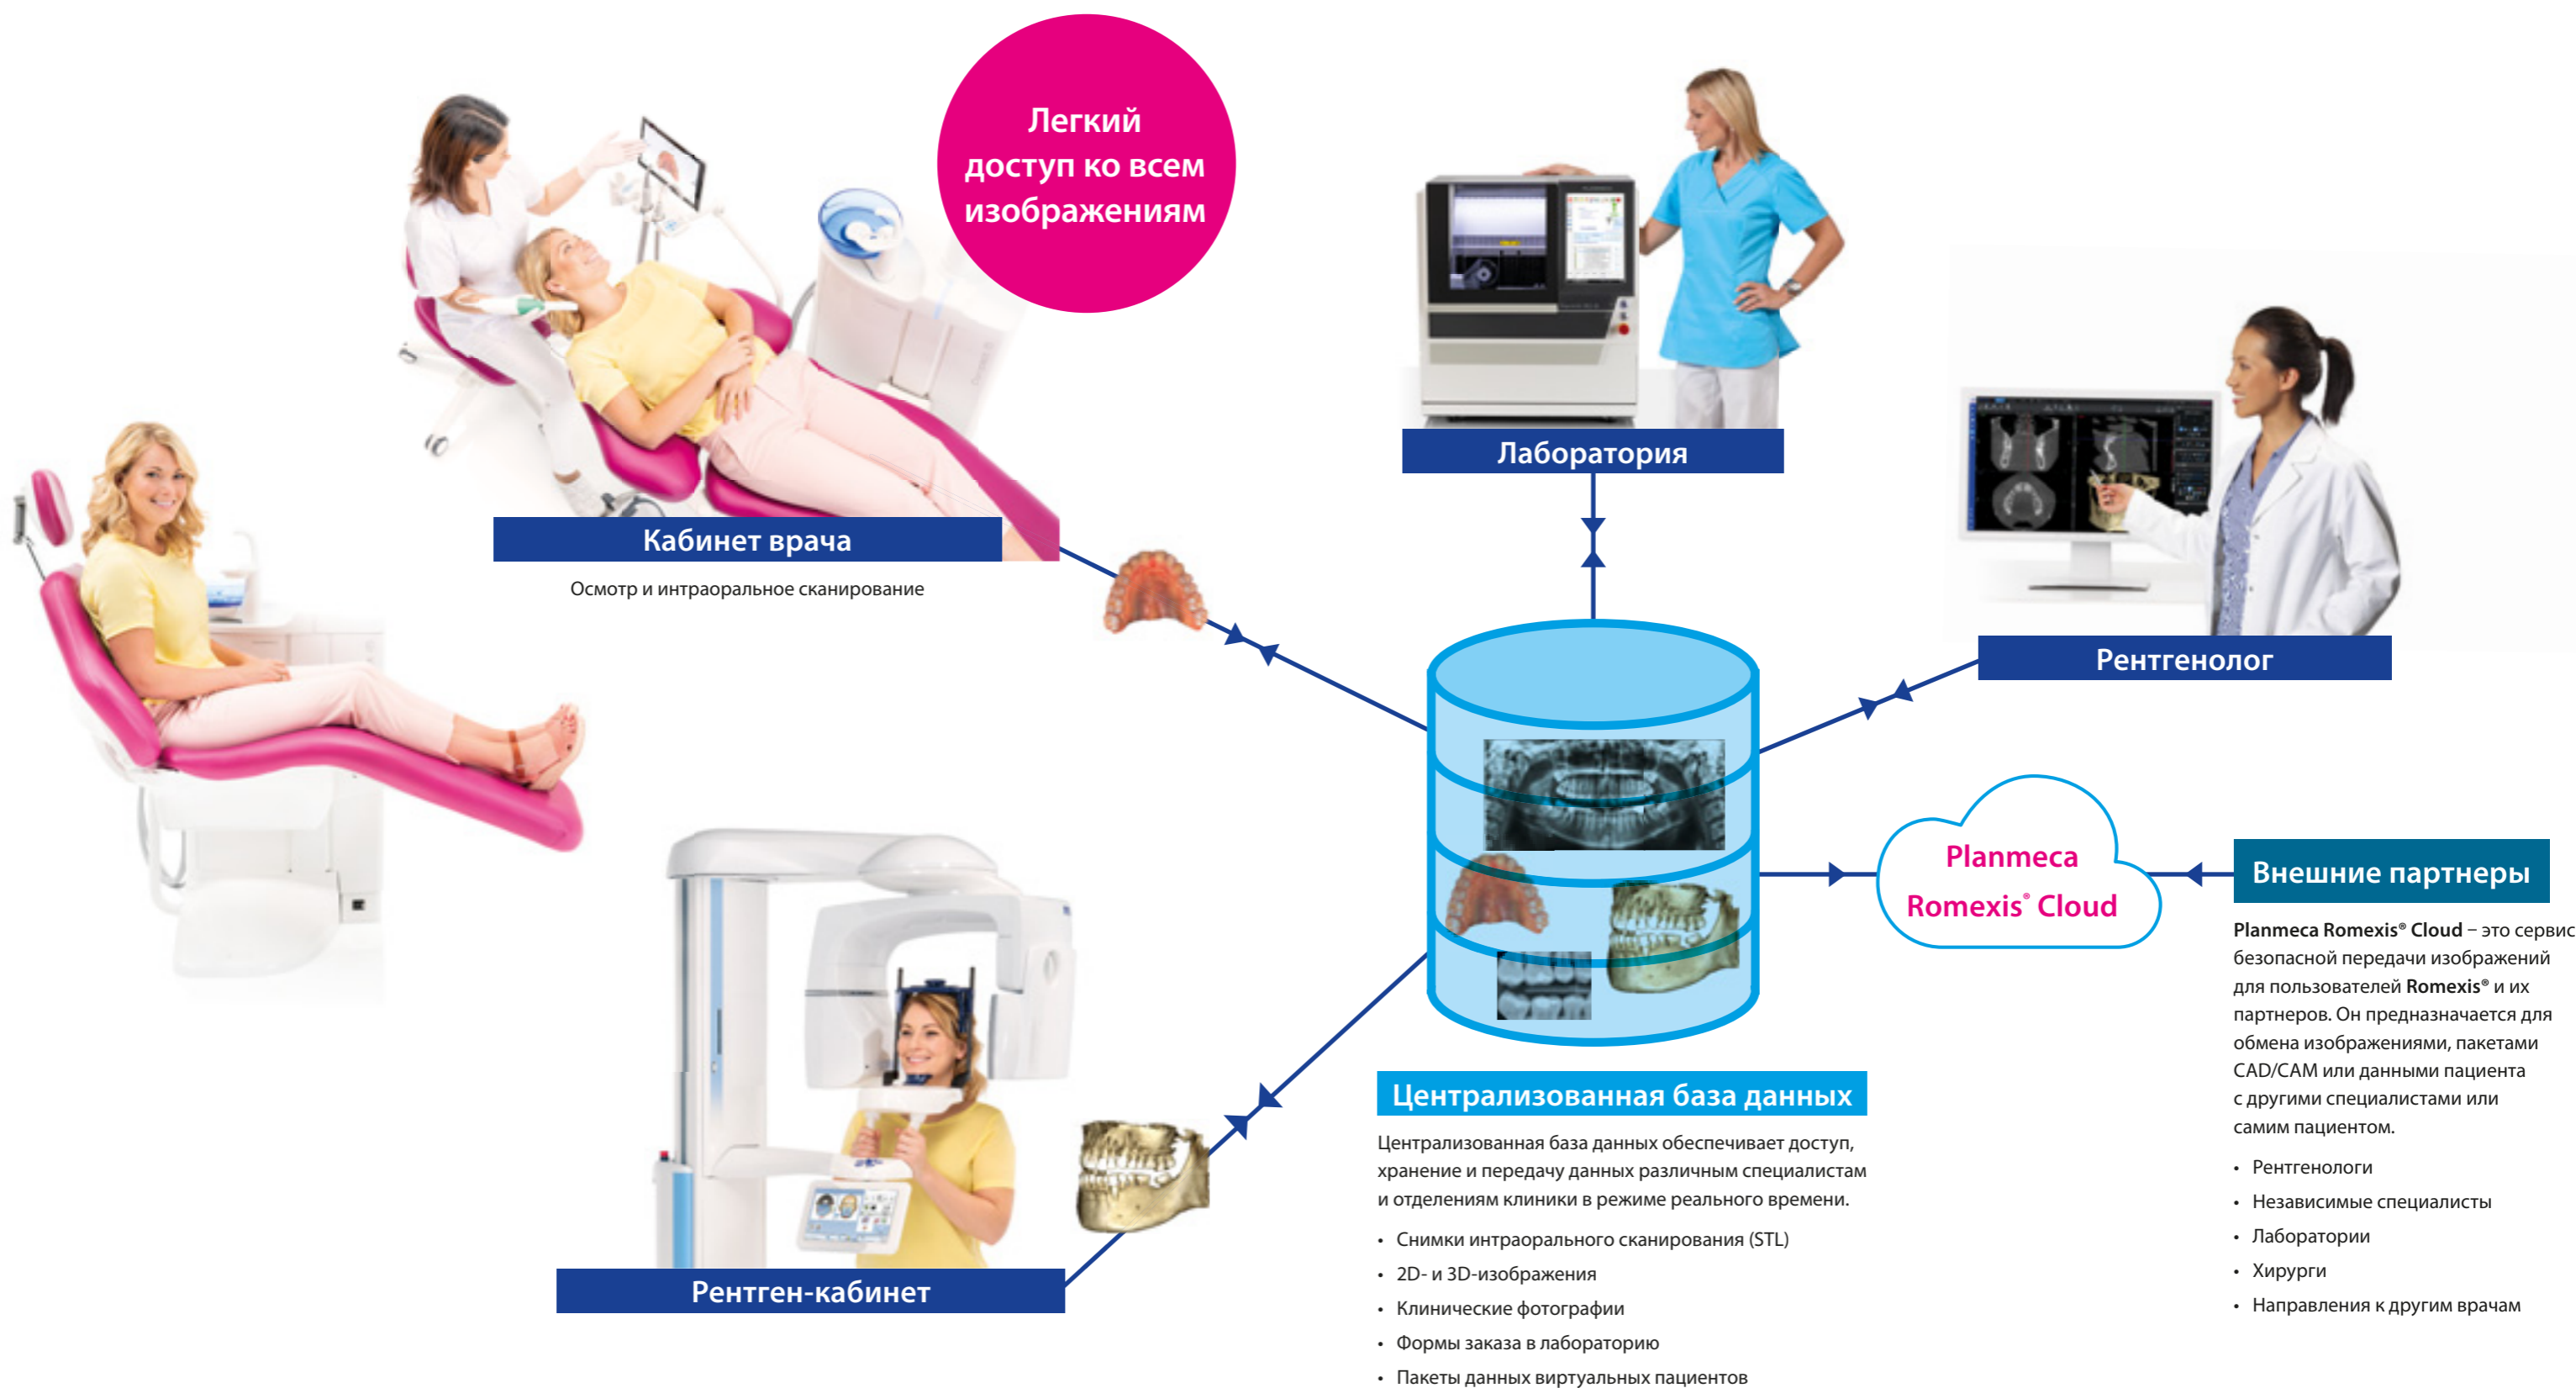 Легкий
доступ ко всем
изображениям
Лаборатория
Кабинет врача
Осмотр и интраоральное сканирование
Рентгенолог
Planmeca
Romexis® Cloud
Внешние партнеры
Planmeca Romexis® Cloud – это сервис
безопасной передачи изображений
для пользователей Romexis® и их
партнеров. Он предназначается для
обмена изображениями, пакетами
CAD/CAM или данными пациента
с другими специалистами или
самим пациентом.
• Рентгенологи
• Независимые специалисты
• Лаборатории
• Хирурги
• Направления к другим врачам
Рентген-кабинет
Централизованная база данных
Централизованная база данных обеспечивает доступ,
хранение и передачу данных различным специалистам
и отделениям клиники в режиме реального времени.
• Снимки интраорального сканирования (STL)
• 2D- и 3D-изображения
• Клинические фотографии
• Формы заказа в лабораторию
• Пакеты данных виртуальных пациентов